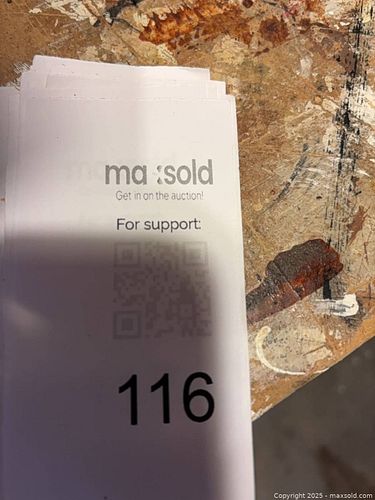 ma:sold
Get in on the auction!
For support:
116
Copyright © 2025 - maxsold.com